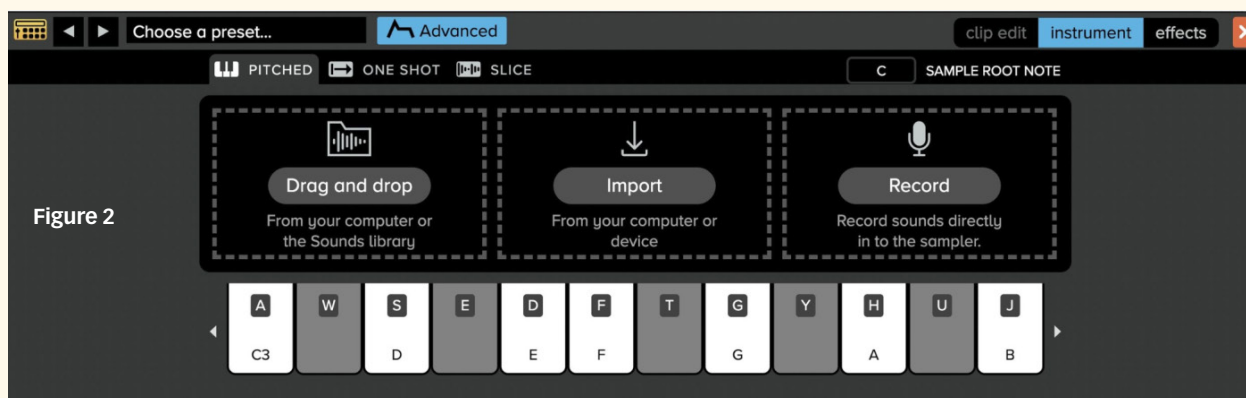 Choose a preset... Advanced clip edit instrument effects
PITCHED ONE SHOT SLICE C SAMPLE ROOT NOTE
Figure 2
Drag and drop
From your computer or
the Sounds library
Import
From your computer or
device
Record
Record sounds directly
in to the sampler.
A W S E D F T G Y H U J
C3 D E F G A B